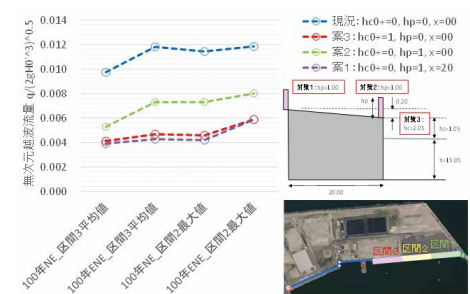 無次元越波流量 q/(2gH0'^3)^0.5
0.014
0.012
0.010
0.008
0.006
0.004
0.002
0.000
100年NE_区間3平均値
100年ENE_区間3平均値
100年NE_区間2最大値
100年ENE_区間2最大値
現況: hc0+=0, hp=0, x=00
案3: hc0+=1, hp=0, x=00
案2: hc0+=0, hp=1, x=00
案1: hc0+=0, hp=1, x=20
対策1: hp=1.00
対策2: hp=1.00
hp
0.20
対策3:
hc=2.05
hc=1.05
h=15.05
20.00
区間3
区間2
区間